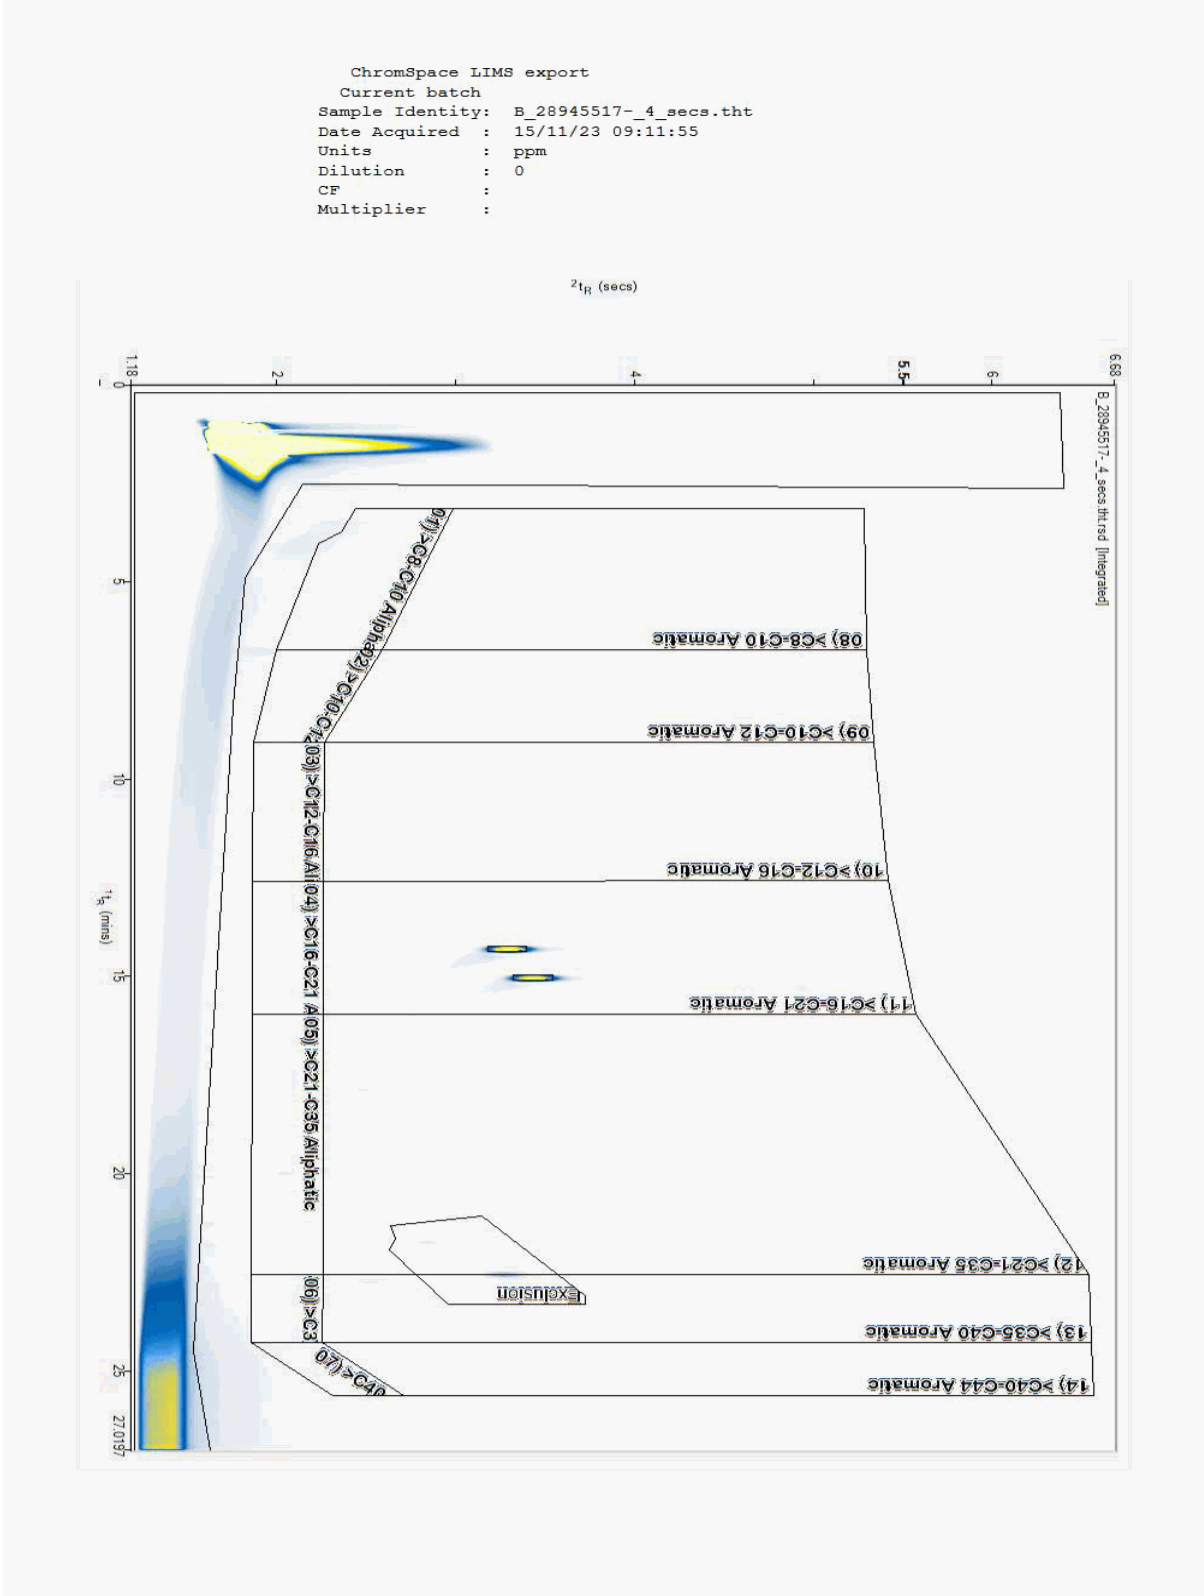 ChromSpace LIMS export
Current batch
Sample Identity: B_28945517-_4_secs.tht
Date Acquired : 15/11/23 09:11:55
Units : ppm
Dilution : 0
CF :
Multiplier :
²tR (secs)
1.18
2
4
5.5
6
6.68
B_28945517-_4_secs.tht.rsd [Integrated]
0
5
10
15
20
25
27.0197
¹tR (mins)
01) >C8-C10 Alipha
02) >C10-C12
03) >C12-C16 Ali
04) >C16-C21 A
05) >C21-C35 Aliphatic
06) >C3
07) >C40
08) >C8-C10 Aromatic
09) >C10-C12 Aromatic
10) >C12-C16 Aromatic
11) >C16-C21 Aromatic
12) >C21-C35 Aromatic
Exclusion
13) >C35-C40 Aromatic
14) >C40-C44 Aromatic